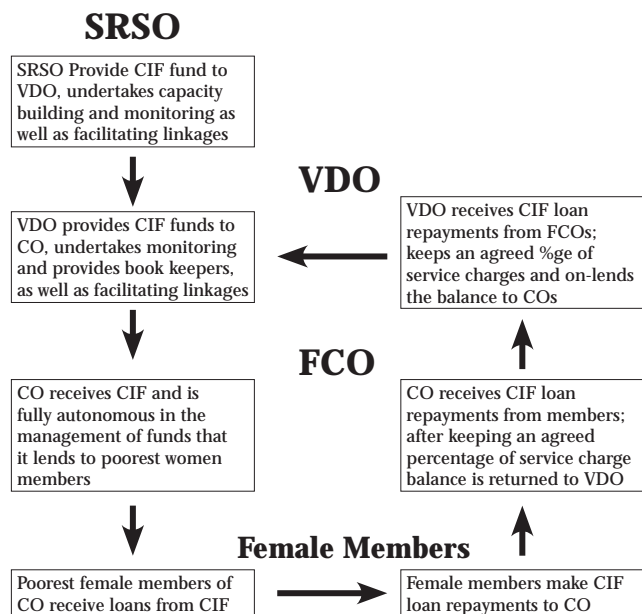 SRSO
SRSO Provide CIF fund to
VDO, undertakes capacity
building and monitoring as
well as facilitating linkages
VDO
VDO provides CIF funds to
CO, undertakes monitoring
and provides book keepers,
as well as facilitating linkages
VDO receives CIF loan
repayments from FCOs;
keeps an agreed %ge of
service charges and on-lends
the balance to COs
FCO
CO receives CIF and is
fully autonomous in the
management of funds that
it lends to poorest women
members
CO receives CIF loan
repayments from members;
after keeping an agreed
percentage of service charge
balance is returned to VDO
Female Members
Poorest female members of
CO receive loans from CIF
Female members make CIF
loan repayments to CO